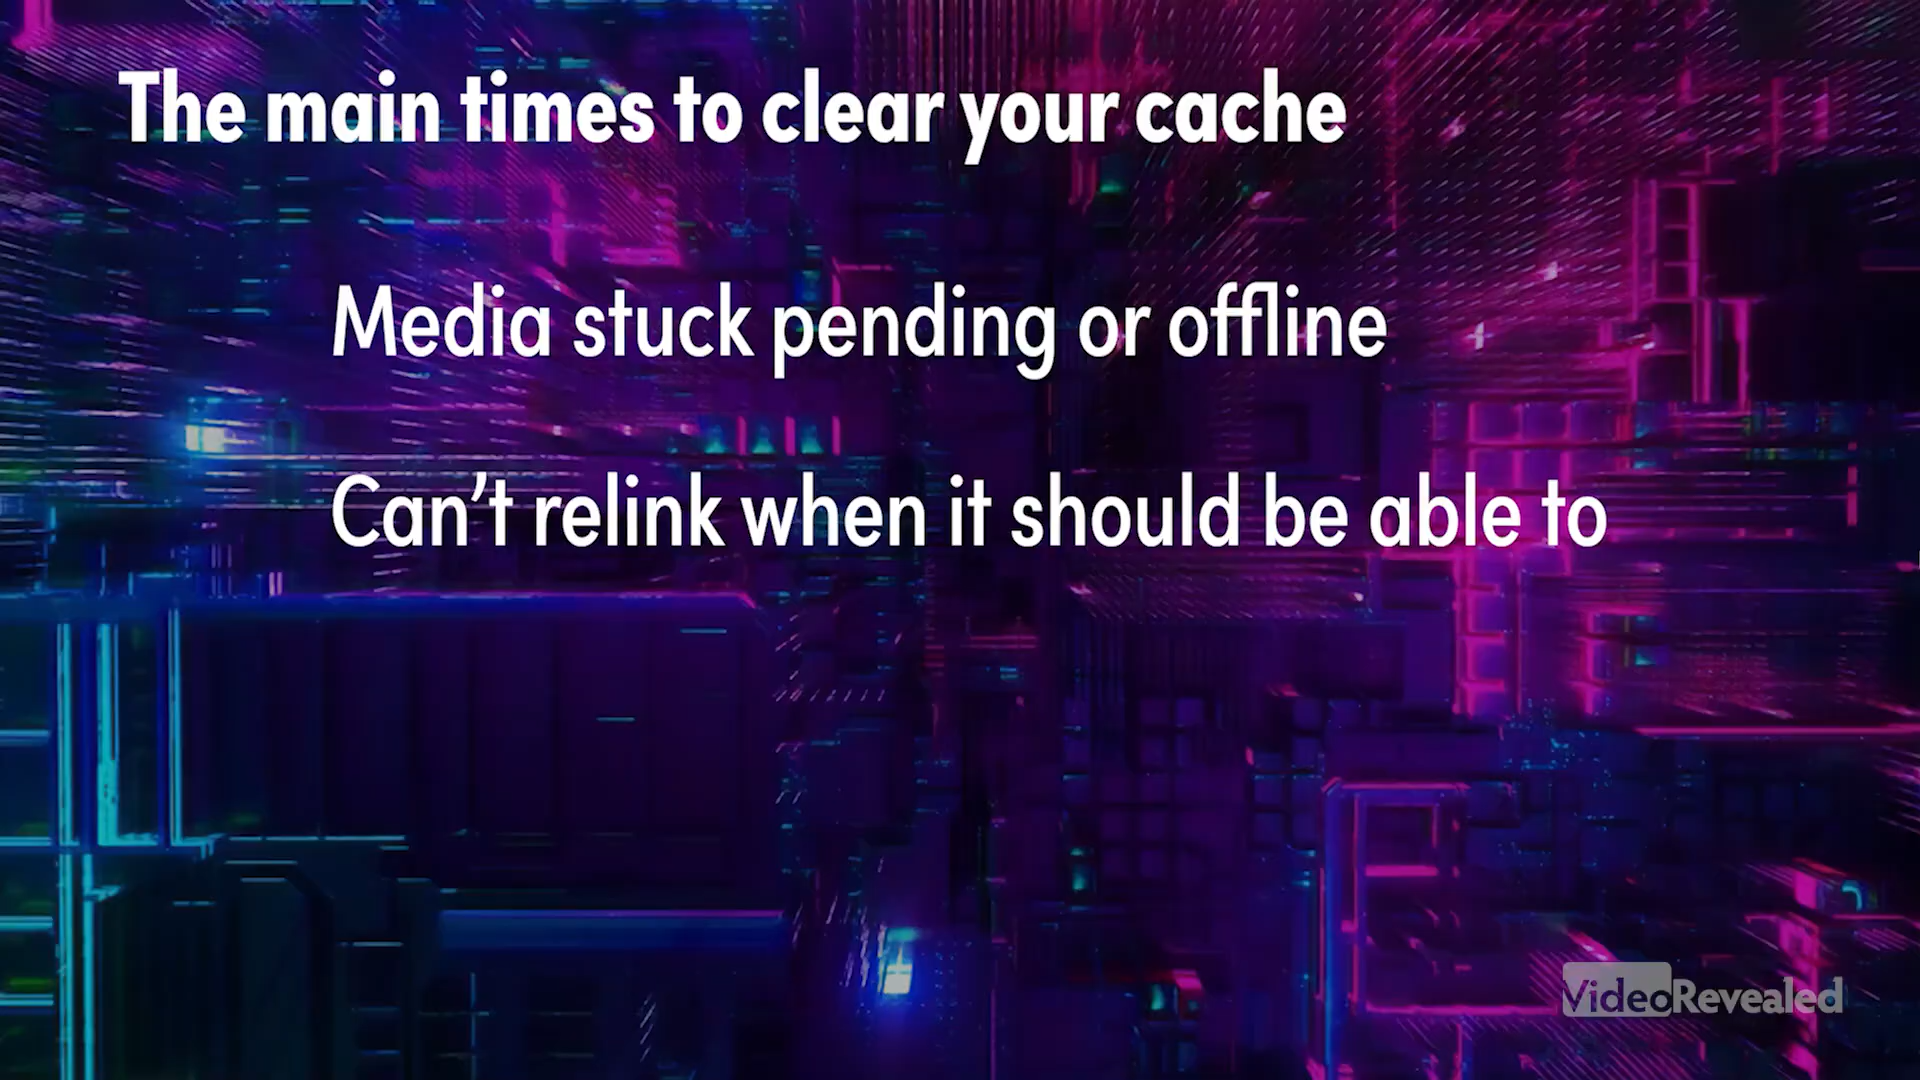 The main times to clear your cache
Media stuck pending or offline
Can’t relink when it should be able to
VideoRevealed